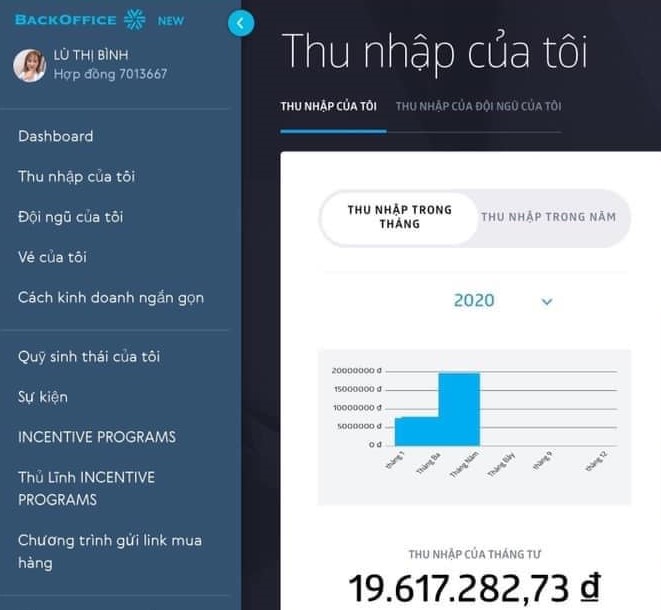 BACKOFFICE NEW
LÙ THỊ BÌNH
Hợp đồng 7013667
Dashboard
Thu nhập của tôi
Đội ngũ của tôi
Vé của tôi
Cách kinh doanh ngắn gọn
Quỹ sinh thái của tôi
Sự kiện
INCENTIVE PROGRAMS
Thủ Lĩnh INCENTIVE
PROGRAMS
Chương trình gửi link mua
hàng
Thu nhập của tôi
THU NHẬP CỦA TÔI THU NHẬP CỦA ĐỘI NGŨ CỦA TÔI
THU NHẬP TRONG
THÁNG
THU NHẬP TRONG NĂM
2020
20000000 đ
15000000 đ
10000000 đ
5000000 đ
0 đ
tháng 1
Tháng Ba
Tháng Năm
Tháng Bảy
tháng 9
tháng 12
THU NHẬP CỦA THÁNG TƯ
19.617.282,73 ₫